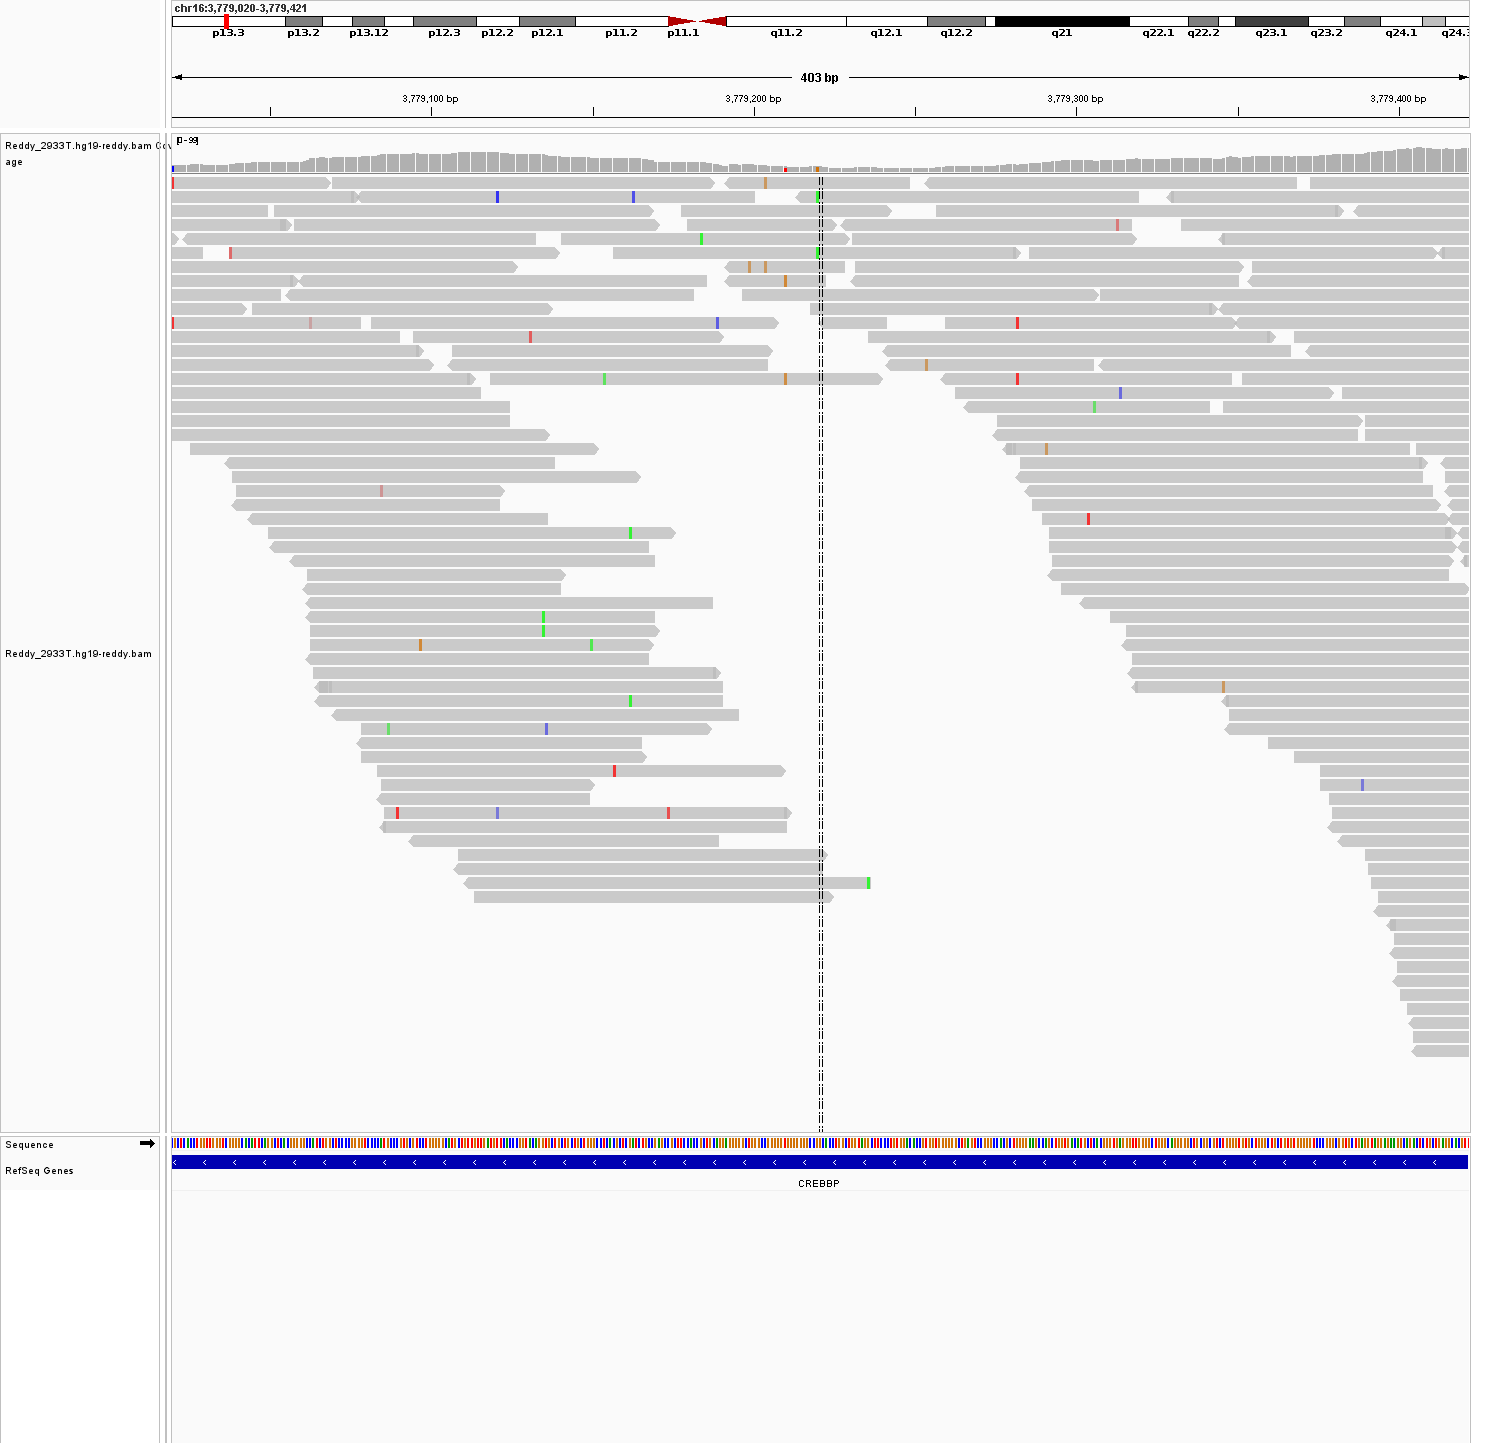 chr16:3,779,020-3,779,421
p13.3 p13.2 p13.12 p12.3 p12.2 p12.1 p11.2 p11.1 q11.2 q12.1 q12.2 q21 q22.1 q22.2 q23.1 q23.2 q24.1 q24.3
403 bp
3,779,100 bp 3,779,200 bp 3,779,300 bp 3,779,400 bp
[0 - 99]
Reddy_2933T.hg19-reddy.bam Cov
age
Reddy_2933T.hg19-reddy.bam
Sequence
RefSeq Genes
CREBBP